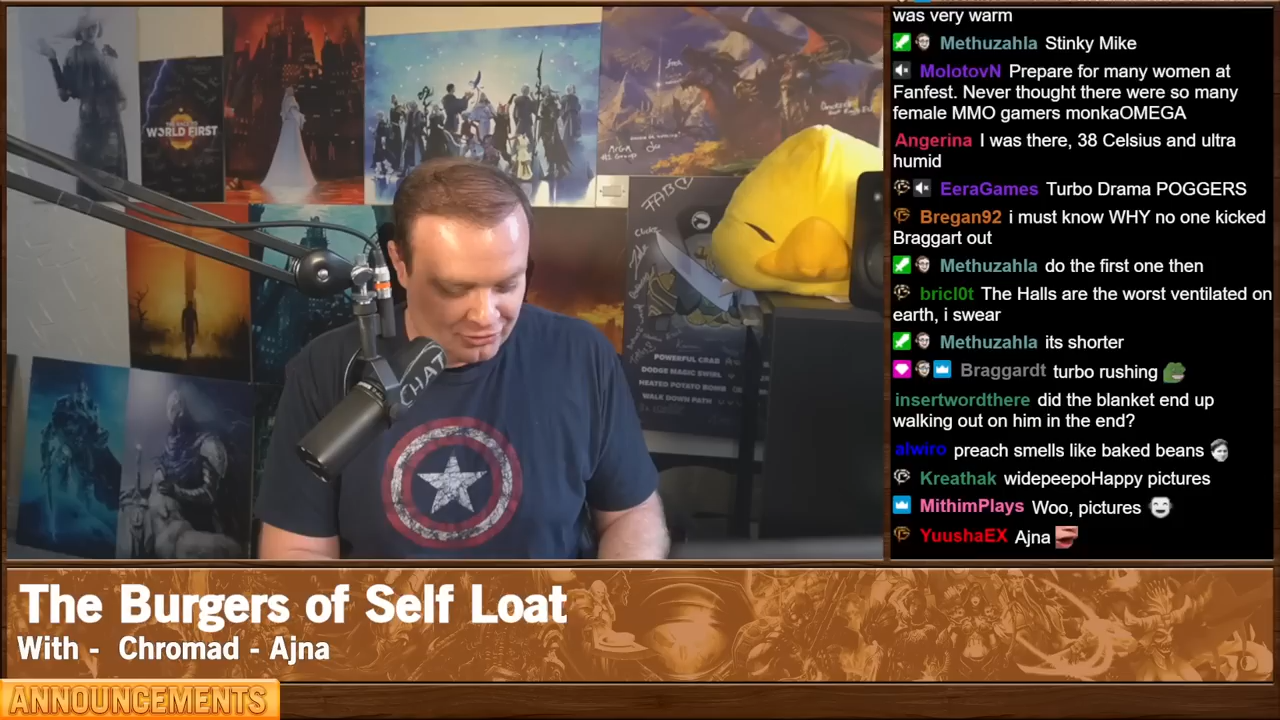 was very warm
Methuzahla Stinky Mike
MolotovN Prepare for many women at
Fanfest. Never thought there were so many
female MMO gamers monkaOMEGA
Angerina I was there, 38 Celsius and ultra
humid
EeraGames Turbo Drama POGGERS
Bregan92 i must know WHY no one kicked
Braggart out
Methuzahla do the first one then
bricl0t The Halls are the worst ventilated on
earth, i swear
Methuzahla its shorter
Braggardt turbo rushing
insertwordthere did the blanket end up
walking out on him in the end?
alwiro preach smells like baked beans
Kreathak widepeepoHappy pictures
MithimPlays Woo, pictures
YuushaEX Ajna
WORLD FIRST
FABO
POWERFUL CRAB
DODGE MAGIC SWIRL
HEATED POTATO BOMB
WALK DOWN PATH
CHAT
The Burgers of Self Loat
With - Chromad - Ajna
ANNOUNCEMENTS